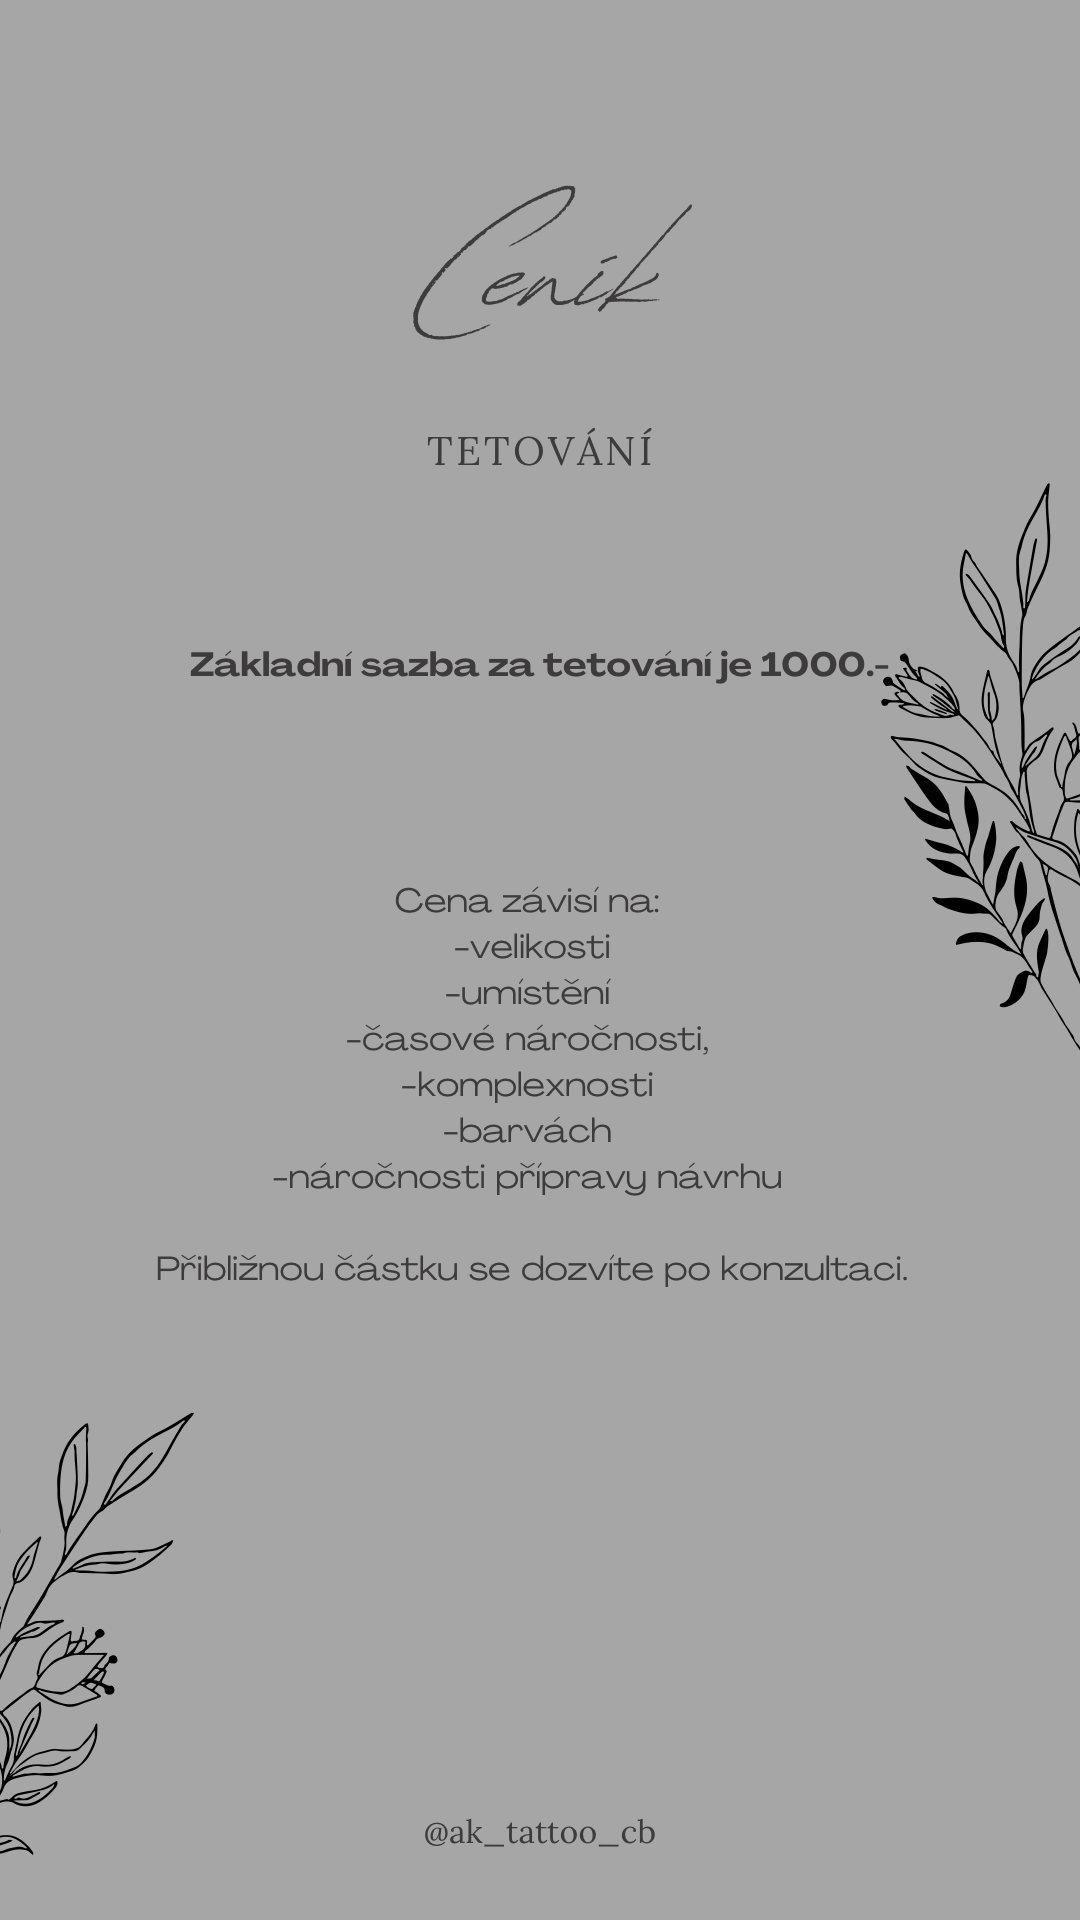 Ceník
TETOVÁNÍ
Základní sazba za tetování je 1000.-
Cena závisí na:
-velikosti
-umístění
-časové náročnosti,
-komplexnosti
-barvách
-náročnosti přípravy návrhu
Přibližnou částku se dozvíte po konzultaci.
@ak_tattoo_cb